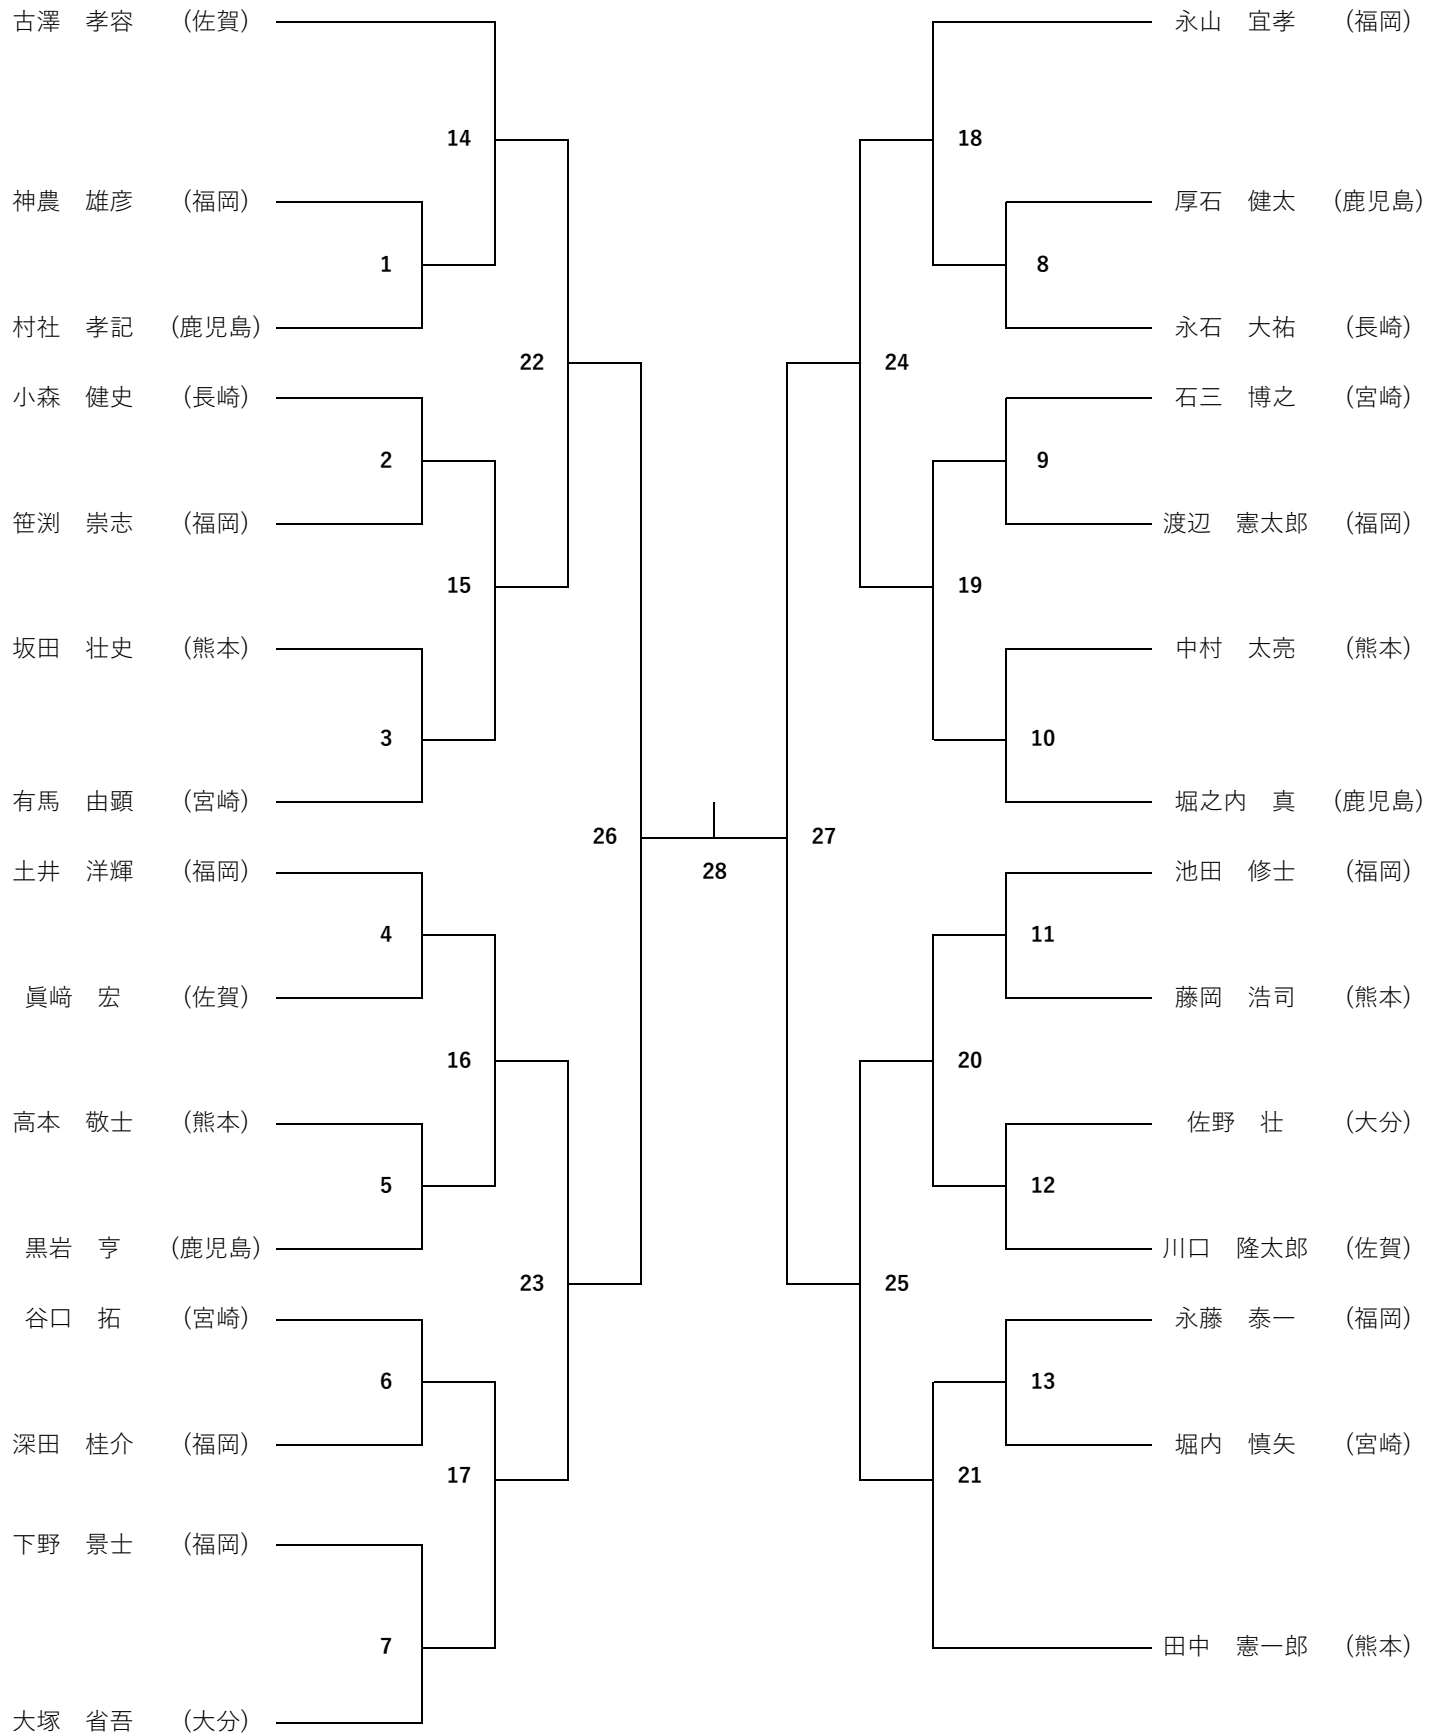 古澤　孝容　(佐賀)　永山　宜孝　(福岡)
14　18
神農　雄彦　(福岡)　厚石　健太　(鹿児島)
1　8
村社　孝記　(鹿児島)　永石　大祐　(長崎)
22　24
小森　健史　(長崎)　石三　博之　(宮崎)
2　9
笹渕　崇志　(福岡)　渡辺　憲太郎　(福岡)
15　19
坂田　壮史　(熊本)　中村　太亮　(熊本)
3　10
有馬　由顕　(宮崎)　堀之内　真　(鹿児島)
26　27
土井　洋輝　(福岡)　28　池田　修士　(福岡)
4　11
眞﨑　宏　(佐賀)　藤岡　浩司　(熊本)
16　20
高本　敬士　(熊本)　佐野　壮　(大分)
5　12
黒岩　亨　(鹿児島)　川口　隆太郎　(佐賀)
23　25
谷口　拓　(宮崎)　永藤　泰一　(福岡)
6　13
深田　桂介　(福岡)　堀内　慎矢　(宮崎)
17　21
下野　景士　(福岡)
7　田中　憲一郎　(熊本)
大塚　省吾　(大分)